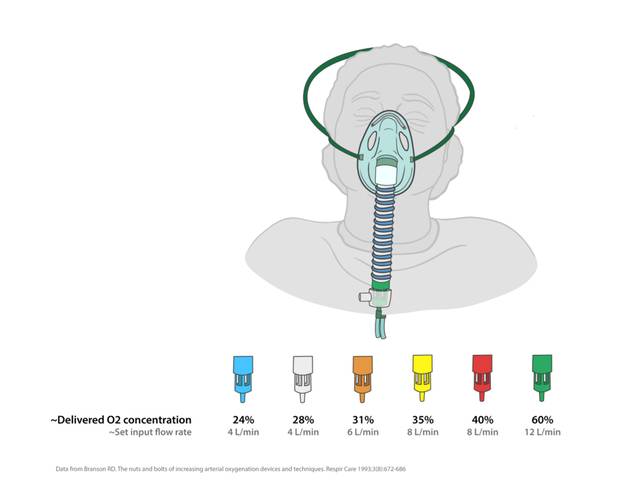 ~Delivered O2 concentration 24% 28% 31% 35% 40% 60%
~Set input flow rate 4 L/min 4 L/min 6 L/min 8 L/min 8 L/min 12 L/min
Data from Branson RD. The nuts and bolts of increasing arterial oxygenation devices and techniques. Respir Care 1993;3(8):672-686